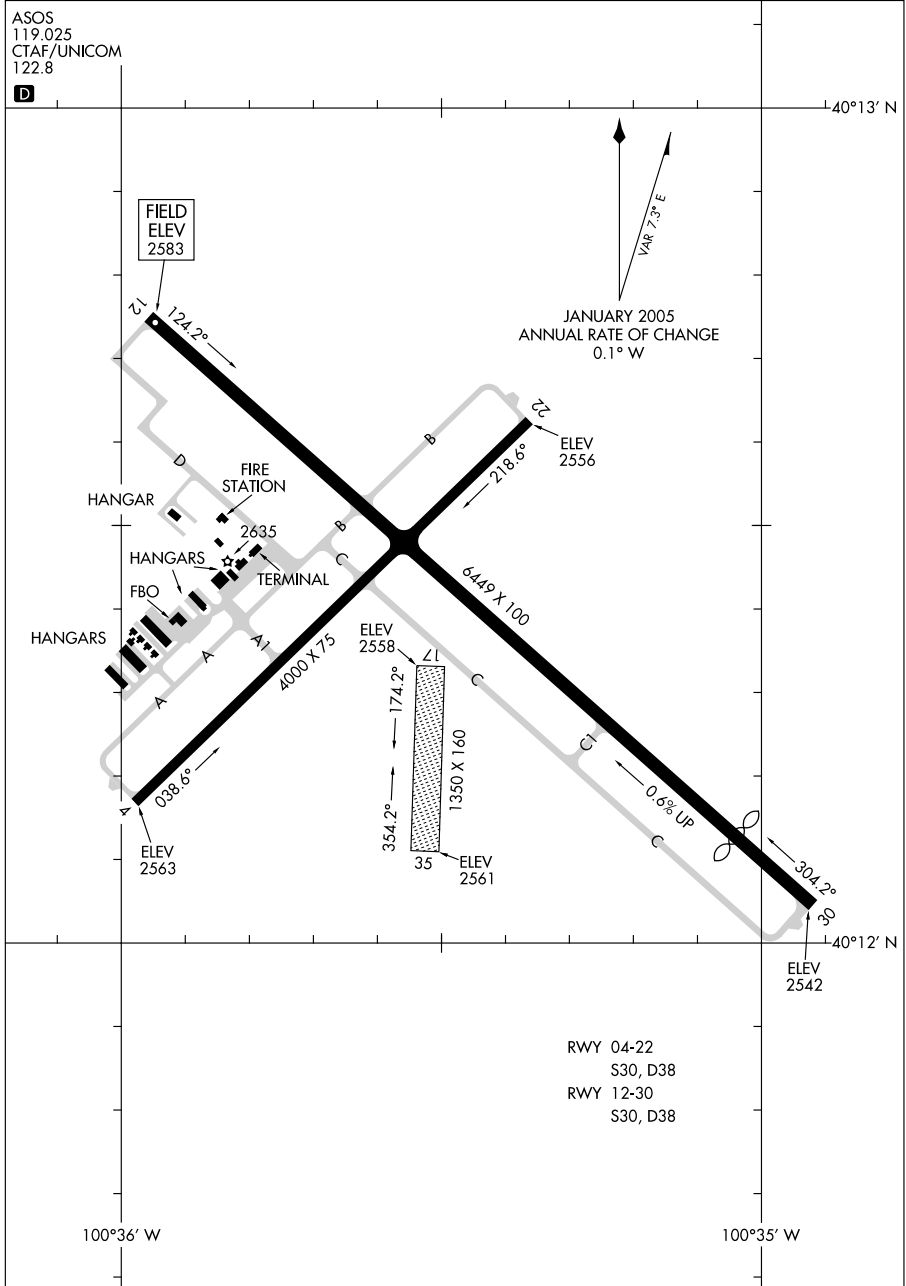 ASOS
119.025
CTAF/UNICOM
122.8
D
40°13' N
VAR 7.3° E
JANUARY 2005
ANNUAL RATE OF CHANGE
0.1° W
FIELD
ELEV
2583
12
124.2°
22
ELEV
2556
218.6°
B
D
B
FIRE
STATION
HANGAR
2635
HANGARS
TERMINAL
C
FBO
HANGARS
A
A1
A
6449 X 100
4000 X 75
ELEV
2558
17
174.2°
1350 X 160
354.2°
35
ELEV
2561
C
C1
0.6% UP
C
038.6°
4
ELEV
2563
304.2°
30
40°12' N
ELEV
2542
RWY 04-22
S30, D38
RWY 12-30
S30, D38
100°36' W
100°35' W